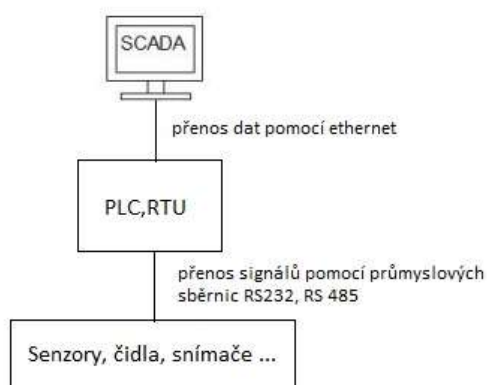 SCADA
přenos dat pomocí ethernet
PLC,RTU
přenos signálů pomocí průmyslových
sběrnic RS232, RS 485
Senzory, čidla, snímače ...